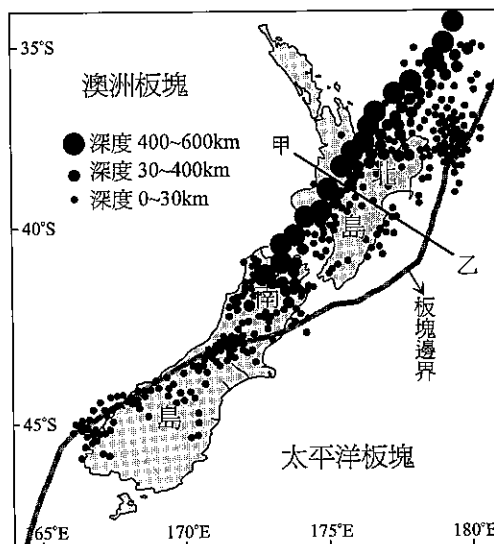 35°S
40°S
45°S
澳洲板塊
深度 400~600km
深度 30~400km
深度 0~30km
甲
北
島
乙
南
島
板塊邊界
太平洋板塊
165°E
170°E
175°E
180°E